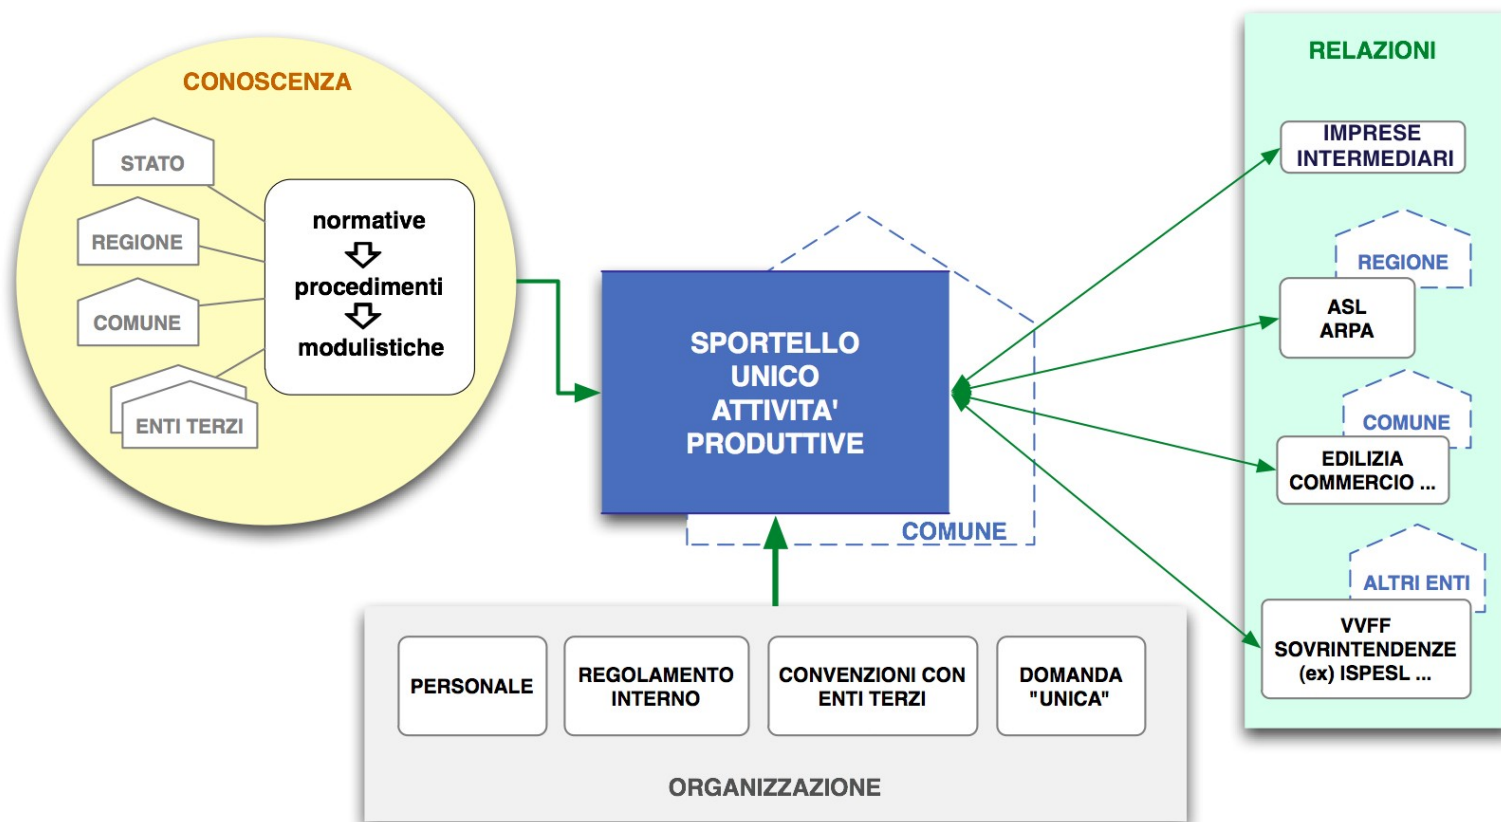 CONOSCENZA
STATO
REGIONE
COMUNE
ENTI TERZI
normative
procedimenti
modulistiche
SPORTELLO
UNICO
ATTIVITA'
PRODUTTIVE
COMUNE
PERSONALE
REGOLAMENTO
INTERNO
CONVENZIONI CON
ENTI TERZI
DOMANDA
"UNICA"
ORGANIZZAZIONE
RELAZIONI
IMPRESE
INTERMEDIARI
REGIONE
ASL
ARPA
COMUNE
EDILIZIA
COMMERCIO ...
ALTRI ENTI
VVFF
SOVRINTENDENZE
(ex) ISPESL ...